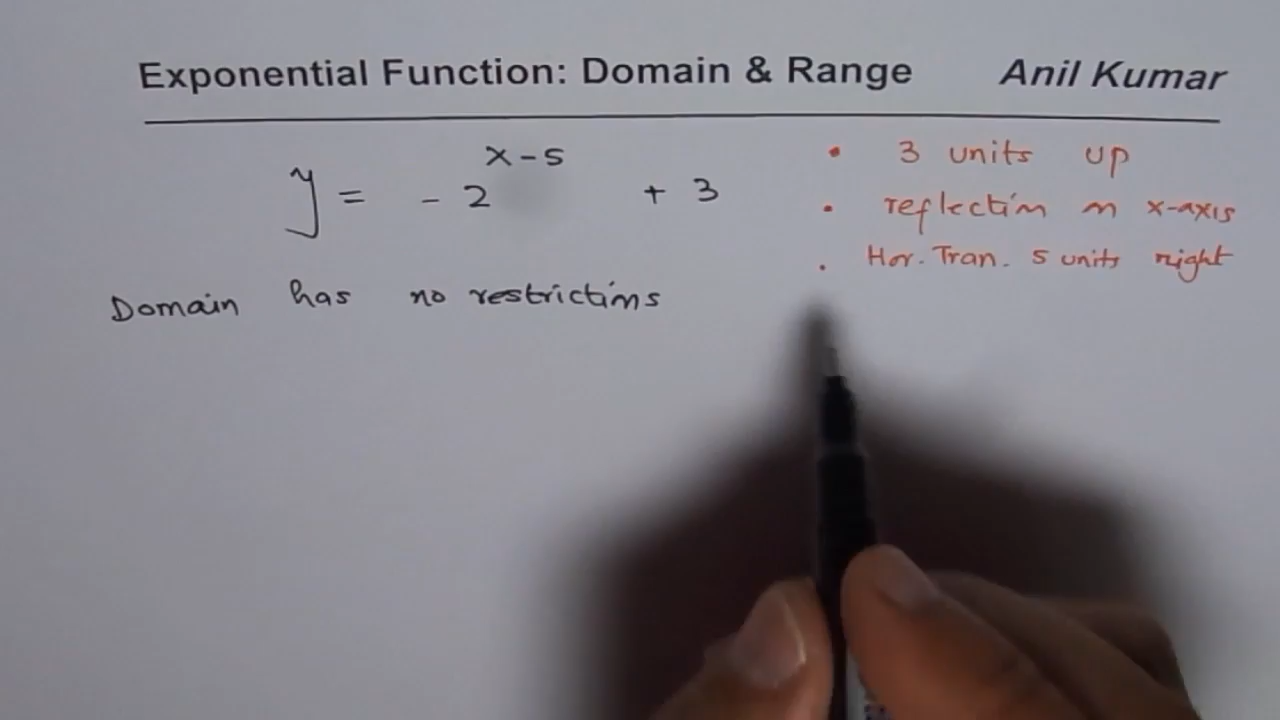 Exponential Function: Domain & Range Anil Kumar
y = - 2^(x-5) + 3
• 3 units up
• reflection in x-axis
• Hor. Tran. 5 units right
Domain has no restrictions